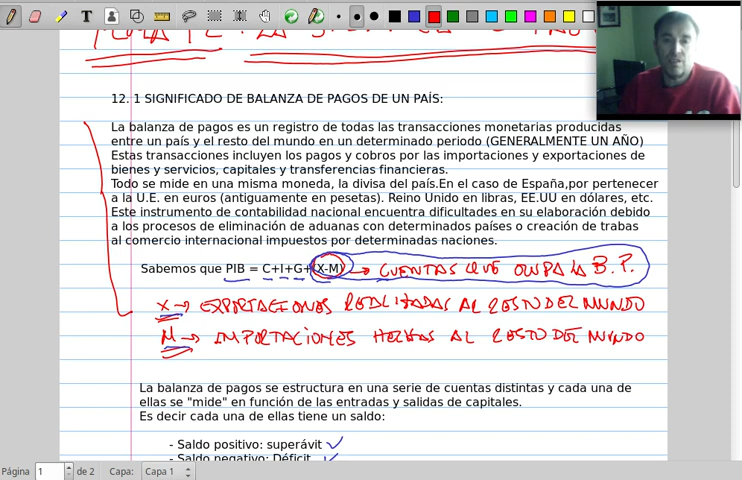 12. 1 SIGNIFICADO DE BALANZA DE PAGOS DE UN PAÍS:
La balanza de pagos es un registro de todas las transacciones monetarias producidas
entre un país y el resto del mundo en un determinado periodo (GENERALMENTE UN AÑO)
Estas transacciones incluyen los pagos y cobros por las importaciones y exportaciones de
bienes y servicios, capitales y transferencias financieras.
Todo se mide en una misma moneda, la divisa del país.En el caso de España,por pertenecer
a la U.E. en euros (antiguamente en pesetas). Reino Unido en libras, EE.UU en dólares, etc.
Este instrumento de contabilidad nacional encuentra dificultades en su elaboración debido
a los procesos de eliminación de aduanas con determinados países o creación de trabas
al comercio internacional impuestos por determinadas naciones.
Sabemos que PIB = C+I+G+(X-M) → CUENTAS QUE OCUPA LA B.P.
X → EXPORTACIONES REALIZADAS AL RESTO DEL MUNDO
M → IMPORTACIONES HECHAS AL RESTO DEL MUNDO
La balanza de pagos se estructura en una serie de cuentas distintas y cada una de
ellas se "mide" en función de las entradas y salidas de capitales.
Es decir cada una de ellas tiene un saldo:
- Saldo positivo: superávit
- Saldo negativo: Déficit
Página 1 de 2 Capa: Capa 1